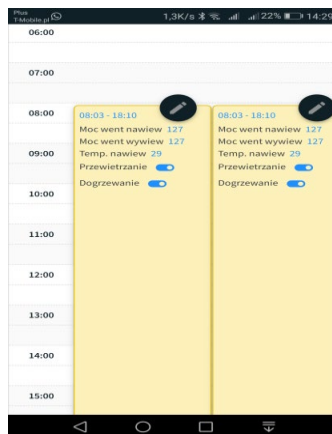 Plus
T-Mobile.pl
1,3K/s 22% 14:29
06:00
07:00
08:00
09:00
10:00
11:00
12:00
13:00
14:00
15:00
08:03 - 18:10
Moc went nawiew 127
Moc went wywiew 127
Temp. nawiew 29
Przewietrzanie
Dogrzewanie
08:03 - 18:10
Moc went nawiew 127
Moc went wywiew 127
Temp. nawiew 29
Przewietrzanie
Dogrzewanie